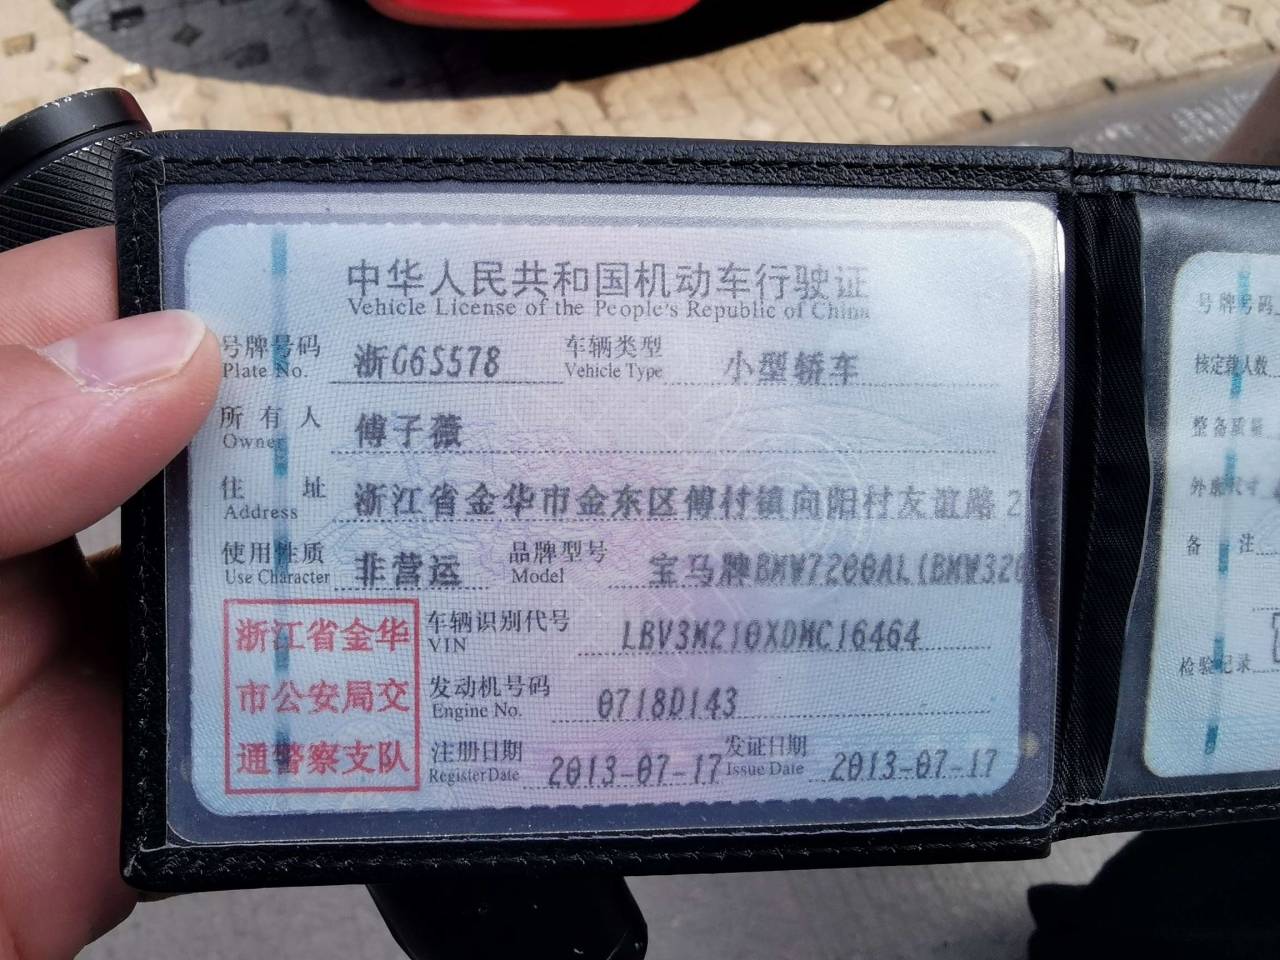 中华人民共和国机动车行驶证
Vehicle License of the People's Republic of China
号牌号码 浙G6S578 车辆类型 小型轿车
Plate No. Vehicle Type
所有人 傅子薇
Owner
住址 浙江省金华市金东区傅村镇向阳村友谊路2
Address
使用性质 非营运 品牌型号 宝马牌BMW7200AL(BMW320
Use Character Model
浙江省金华
市公安局交
通警察支队
车辆识别代号 LBV3M210XDMC16464
VIN
发动机号码 0718D143
Engine No.
注册日期 2013-07-17 发证日期 2013-07-17
Register Date Issue Date
号牌号码
核定载人数
整备质量
外廓尺寸
备注
检验记录